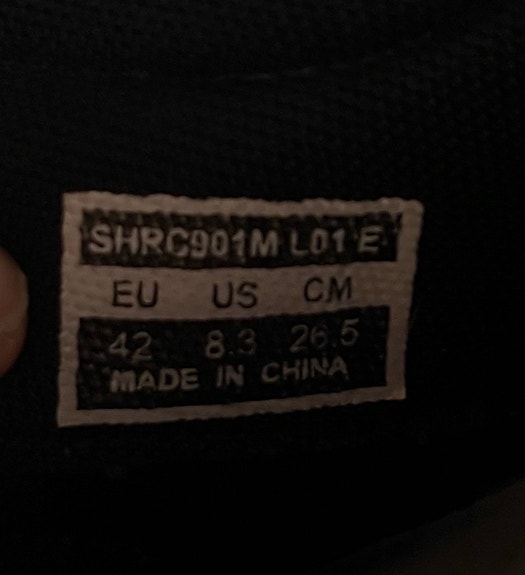 SHRC901M L01 E
EU US CM
42 8.3 26.5
MADE IN CHINA